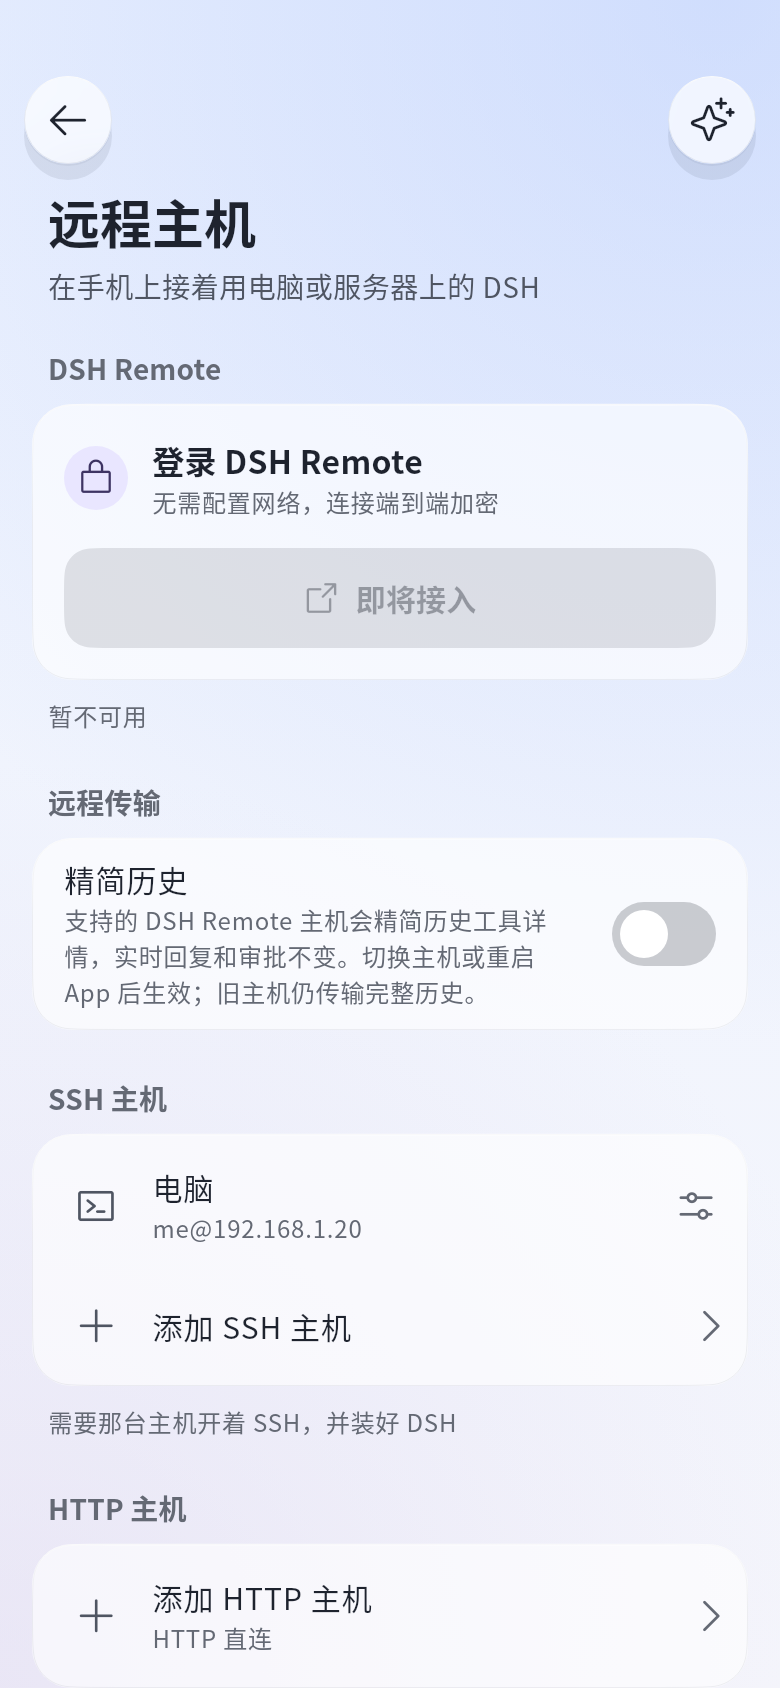 远程主机
在手机上接着用电脑或服务器上的 DSH
DSH Remote
登录 DSH Remote
无需配置网络，连接端到端加密
即将接入
暂不可用
远程传输
精简历史
支持的 DSH Remote 主机会精简历史工具详
情，实时回复和审批不变。切换主机或重启
App 后生效；旧主机仍传输完整历史。
SSH 主机
电脑
me@192.168.1.20
添加 SSH 主机
需要那台主机开着 SSH，并装好 DSH
HTTP 主机
添加 HTTP 主机
HTTP 直连